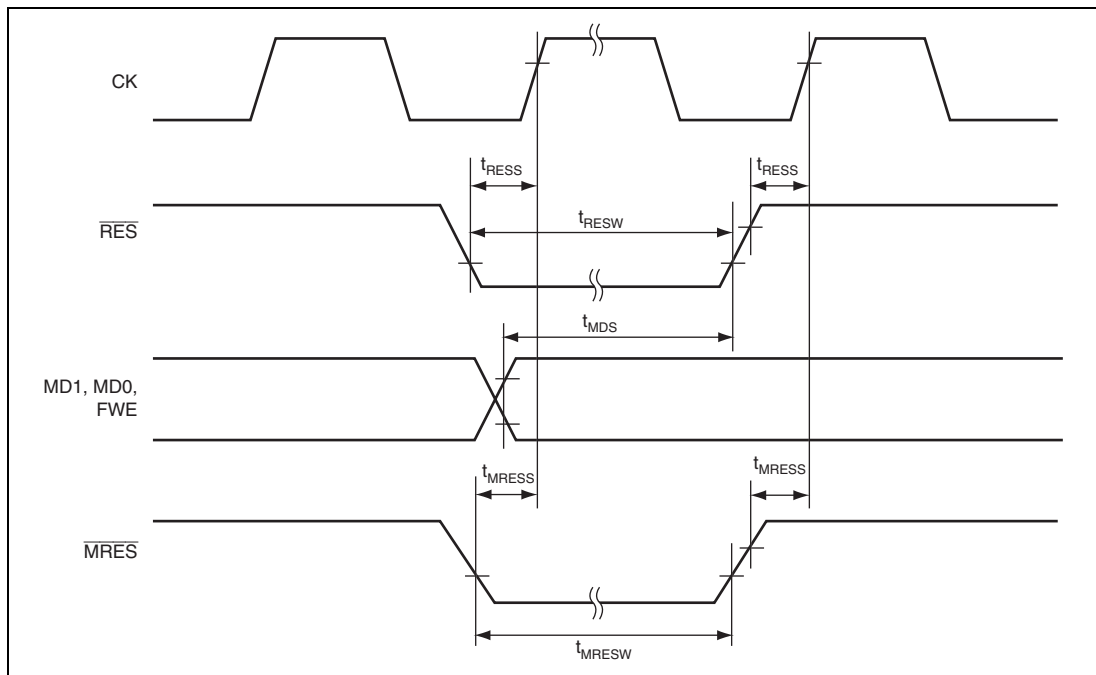 CK
tRESS
tRESS
RES
tRESW
tMDS
MD1, MD0,
FWE
tMRESS
tMRESS
MRES
tMRESW